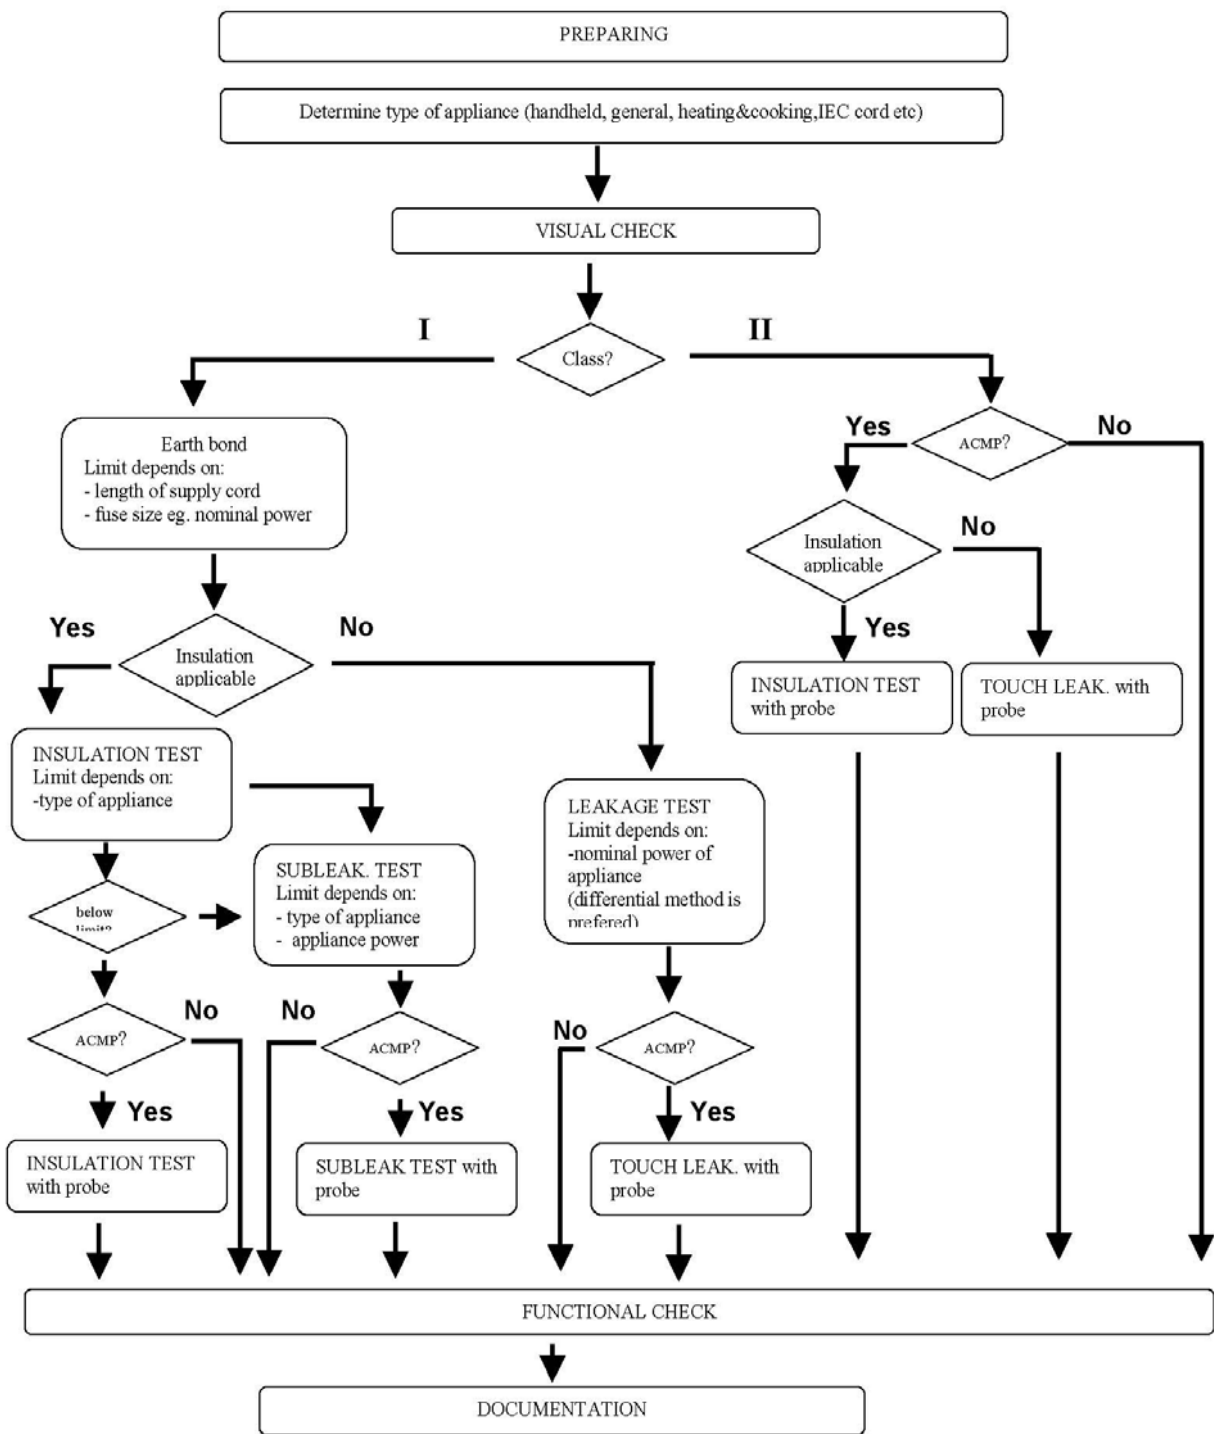 PREPARING
Determine type of appliance (handheld, general, heating&cooking,IEC cord etc)
VISUAL CHECK
I
Class?
II
Earth bond
Limit depends on:
- length of supply cord
- fuse size eg. nominal power
Yes
ACMP?
No
Insulation
applicable
No
Yes
Yes
Insulation
applicable
No
INSULATION TEST
with probe
TOUCH LEAK. with
probe
INSULATION TEST
Limit depends on:
-type of appliance
LEAKAGE TEST
Limit depends on:
-nominal power of
appliance
(differential method is
prefered)
SUBLEAK. TEST
Limit depends on:
- type of appliance
- appliance power
below
limit?
ACMP?
No
No
ACMP?
No
ACMP?
Yes
Yes
Yes
INSULATION TEST
with probe
SUBLEAK TEST with
probe
TOUCH LEAK. with
probe
FUNCTIONAL CHECK
DOCUMENTATION